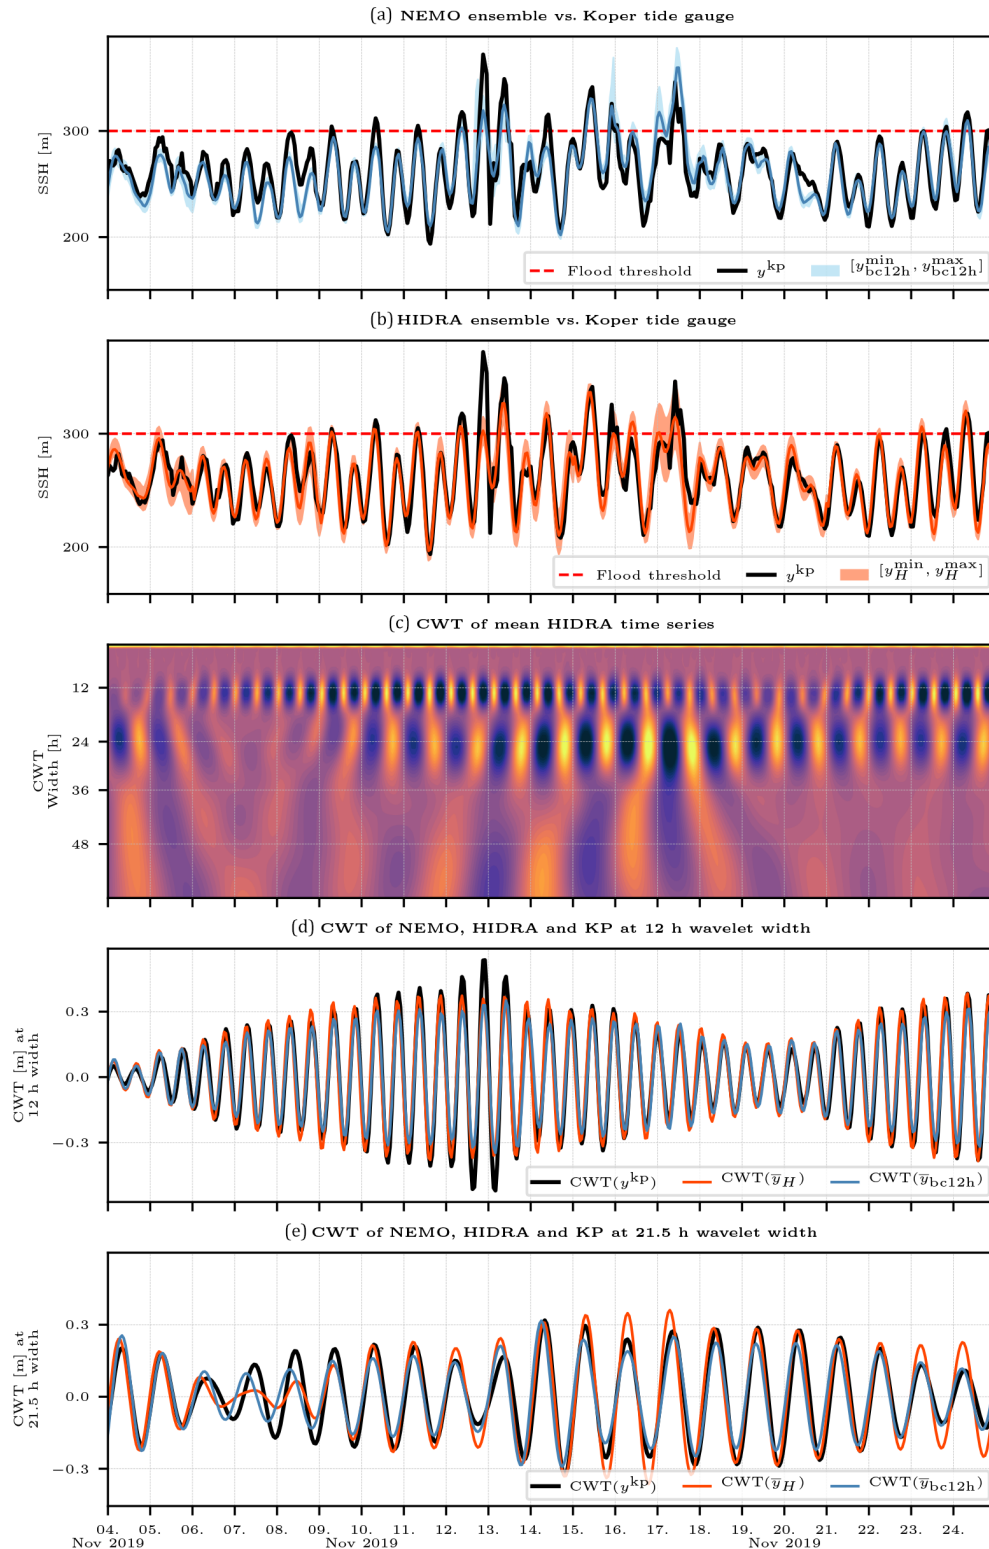 (a) NEMO ensemble vs. Koper tide gauge
SSH [m]
300
200
Flood threshold
y^kp
[y^min_bc12h, y^max_bc12h]
(b) HIDRA ensemble vs. Koper tide gauge
SSH [m]
300
200
Flood threshold
y^kp
[y^min_H, y^max_H]
(c) CWT of mean HIDRA time series
CWT
Width [h]
12
24
36
48
(d) CWT of NEMO, HIDRA and KP at 12 h wavelet width
CWT [m] at
12 h width
0.3
0.0
−0.3
CWT(y^kp)
CWT(y̅_H)
CWT(y̅_bc12h)
(e) CWT of NEMO, HIDRA and KP at 21.5 h wavelet width
CWT [m] at
21.5 h width
0.3
0.0
−0.3
CWT(y^kp)
CWT(y̅_H)
CWT(y̅_bc12h)
04. 05. 06. 07. 08. 09. 10. 11. 12. 13. 14. 15. 16. 17. 18. 19. 20. 21. 22. 23. 24.
Nov 2019 Nov 2019 Nov 2019